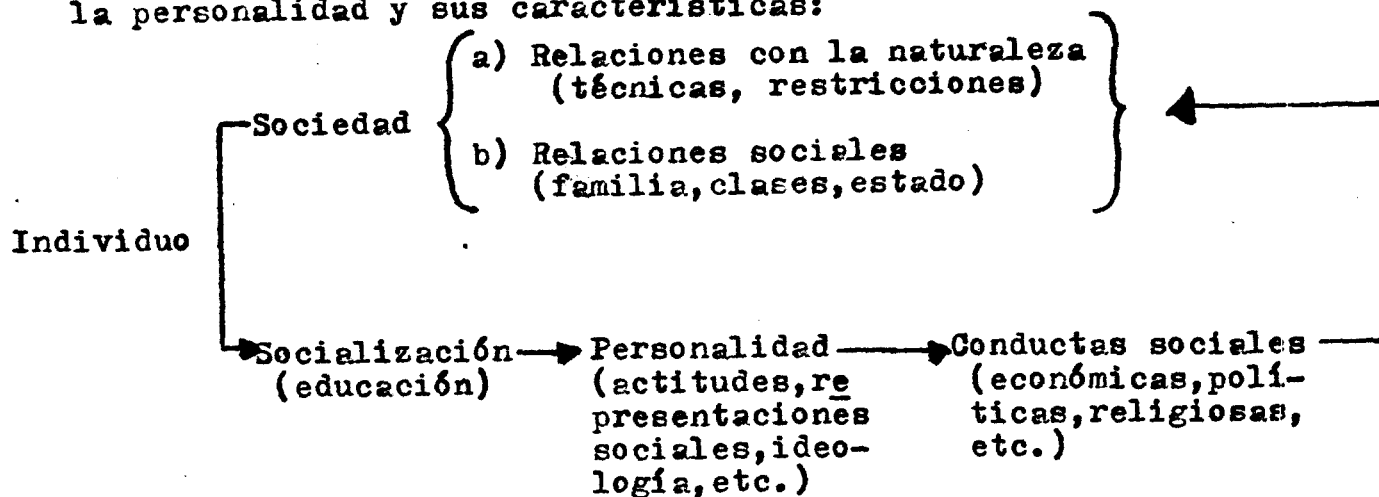 la personalidad y sus características:
a) Relaciones con la naturaleza
(técnicas, restricciones)
Sociedad
b) Relaciones sociales
(familia,clases,estado)
Individuo
Socialización
(educación)
Personalidad
(actitudes,re
presentaciones
sociales,ideo-
logía,etc.)
Conductas sociales
(económicas,polí-
ticas,religiosas,
etc.)